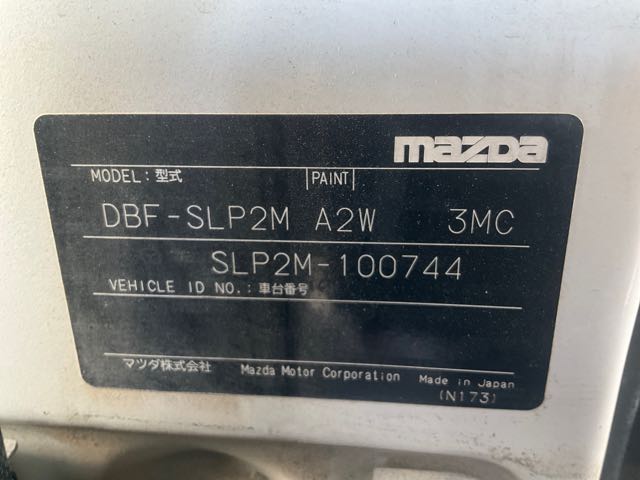 mazda
MODEL: 型式 PAINT
DBF-SLP2M A2W 3MC
SLP2M-100744
VEHICLE ID NO.: 車台番号
マツダ株式会社 Mazda Motor Corporation Made in Japan
(N173)